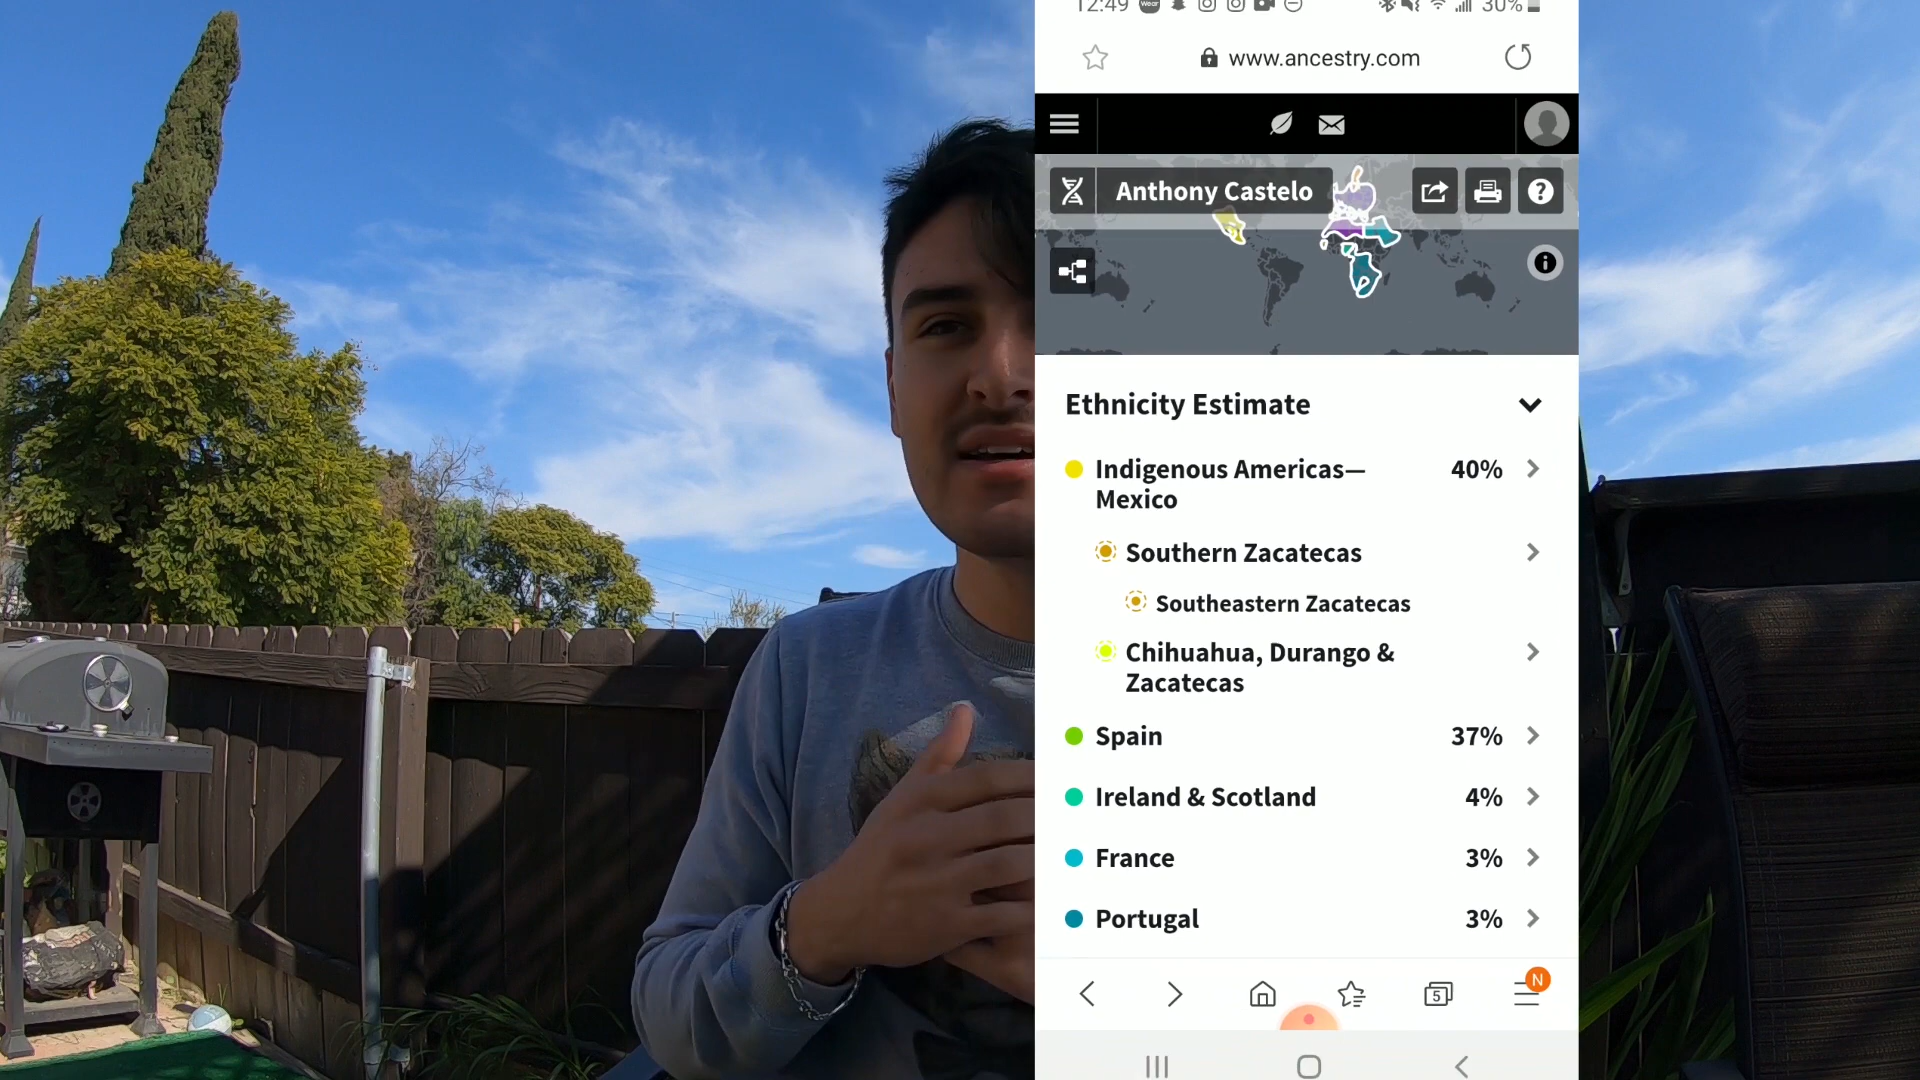 12:49
30%
www.ancestry.com
Anthony Castelo
Ethnicity Estimate
Indigenous Americas— 40%
Mexico
Southern Zacatecas
Southeastern Zacatecas
Chihuahua, Durango &
Zacatecas
Spain 37%
Ireland & Scotland 4%
France 3%
Portugal 3%
5
N